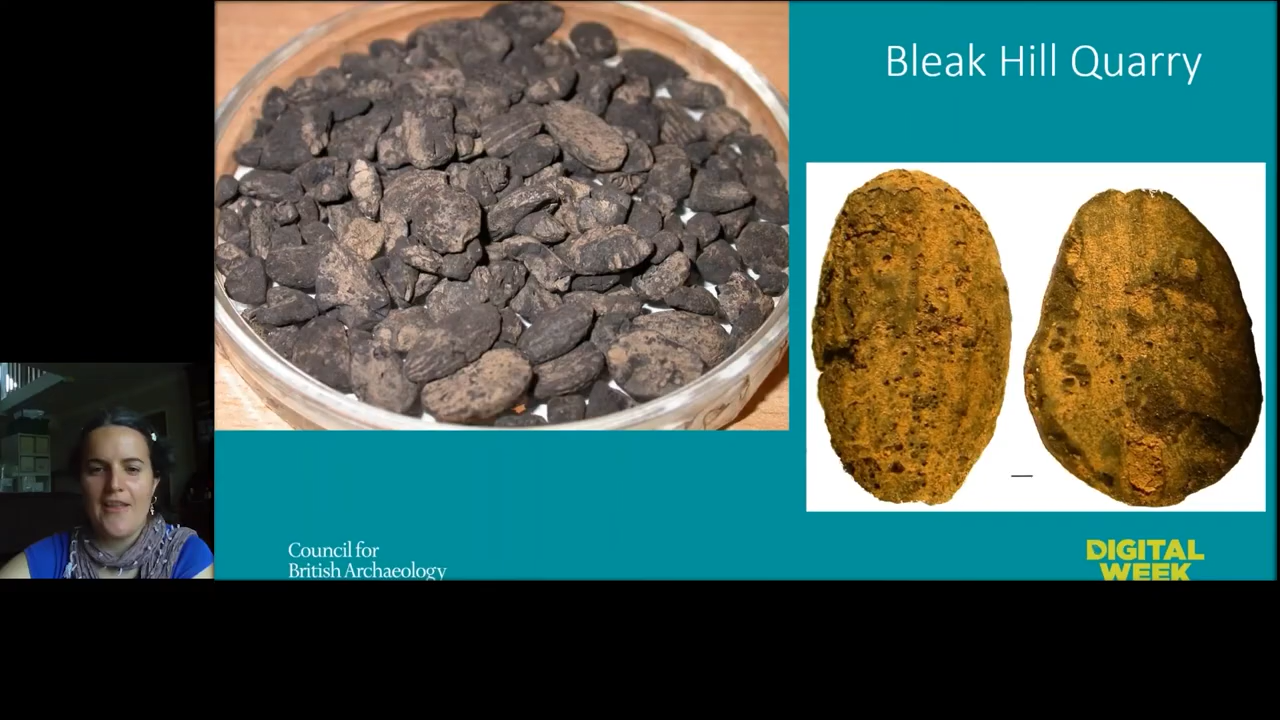 Bleak Hill Quarry
Council for
British Archaeology
DIGITAL
WEEK